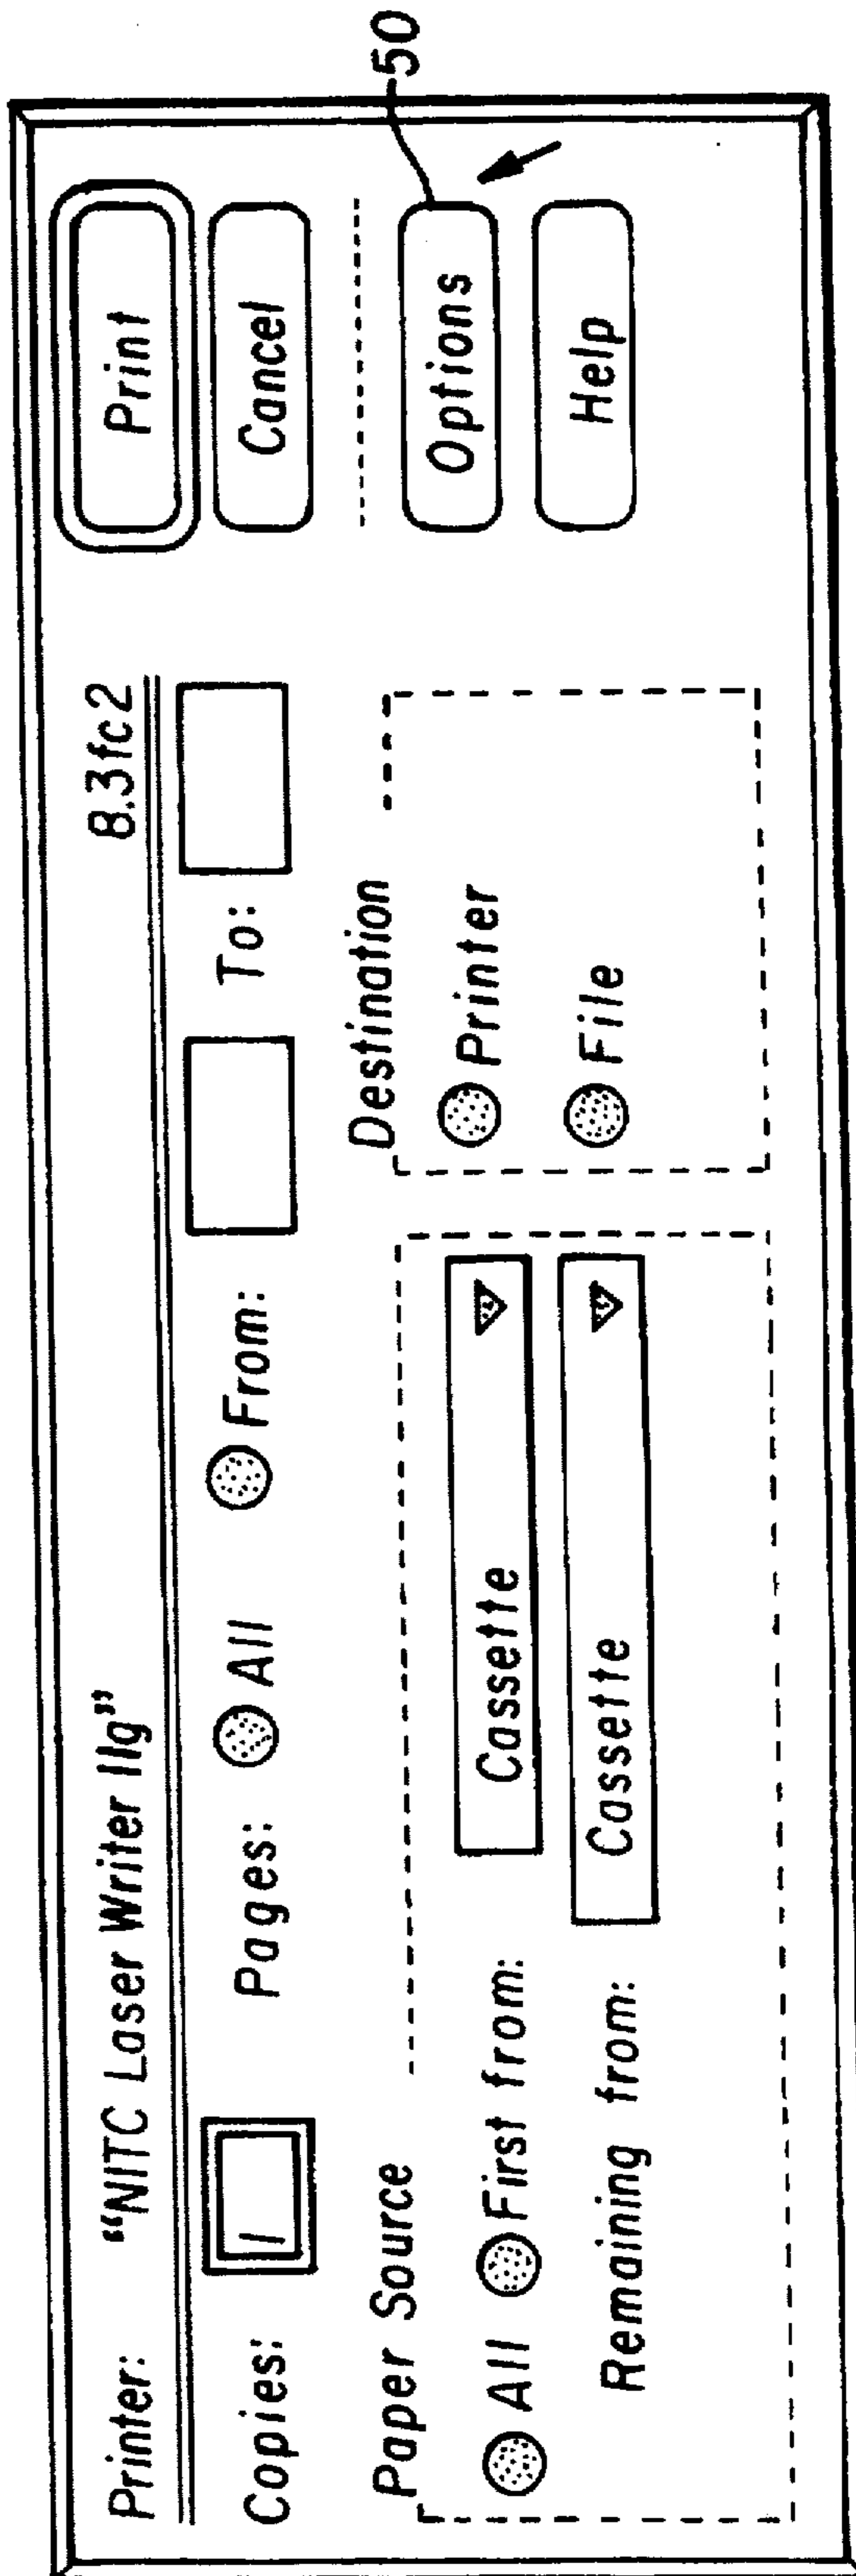 Printer: "NITC Laser Writer IIg" 8.3fc2 Print
Copies: 1 Pages: All From: To: Cancel
Paper Source Destination 50
All First from: Cassette Printer Options
Remaining from: Cassette File Help